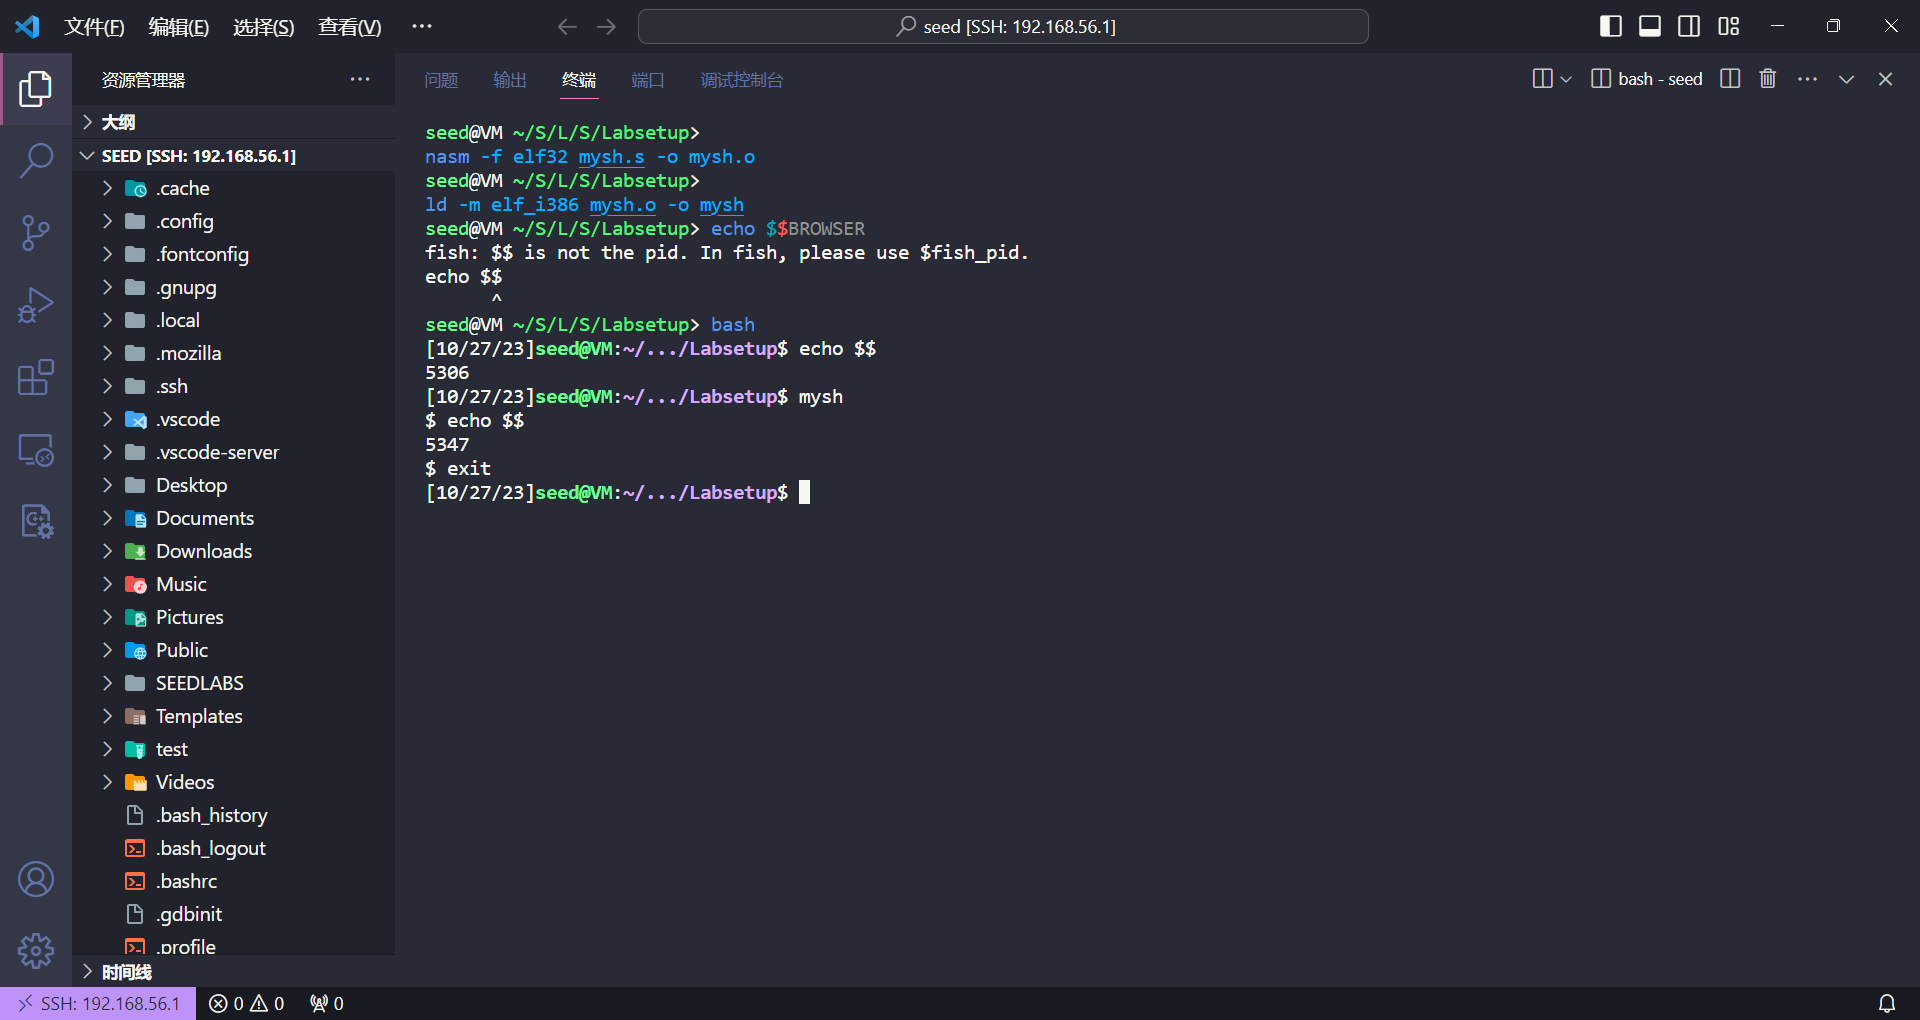 文件(F) 编辑(E) 选择(S) 查看(V) ··· seed [SSH: 192.168.56.1]
资源管理器 ···
大纲
SEED [SSH: 192.168.56.1]
.cache
.config
.fontconfig
.gnupg
.local
.mozilla
.ssh
.vscode
.vscode-server
Desktop
Documents
Downloads
Music
Pictures
Public
SEEDLABS
Templates
test
Videos
.bash_history
.bash_logout
.bashrc
.gdbinit
.profile
时间线
问题 输出 终端 端口 调试控制台 bash - seed ···
seed@VM ~/S/L/S/Labsetup>
nasm -f elf32 mysh.s -o mysh.o
seed@VM ~/S/L/S/Labsetup>
ld -m elf_i386 mysh.o -o mysh
seed@VM ~/S/L/S/Labsetup> echo $$BROWSER
fish: $$ is not the pid. In fish, please use $fish_pid.
echo $$
^
seed@VM ~/S/L/S/Labsetup> bash
[10/27/23]seed@VM:~/.../Labsetup$ echo $$
5306
[10/27/23]seed@VM:~/.../Labsetup$ mysh
$ echo $$
5347
$ exit
[10/27/23]seed@VM:~/.../Labsetup$
SSH: 192.168.56.1 0 0 0